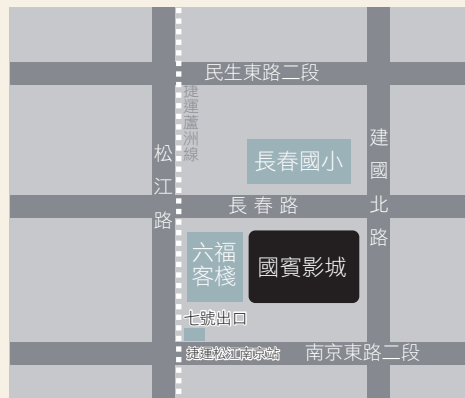 民生東路二段
捷運蘆洲線
松江路
建國北路
長春國小
長春路
六福
客棧
國賓影城
七號出口
捷運松江南京站
南京東路二段